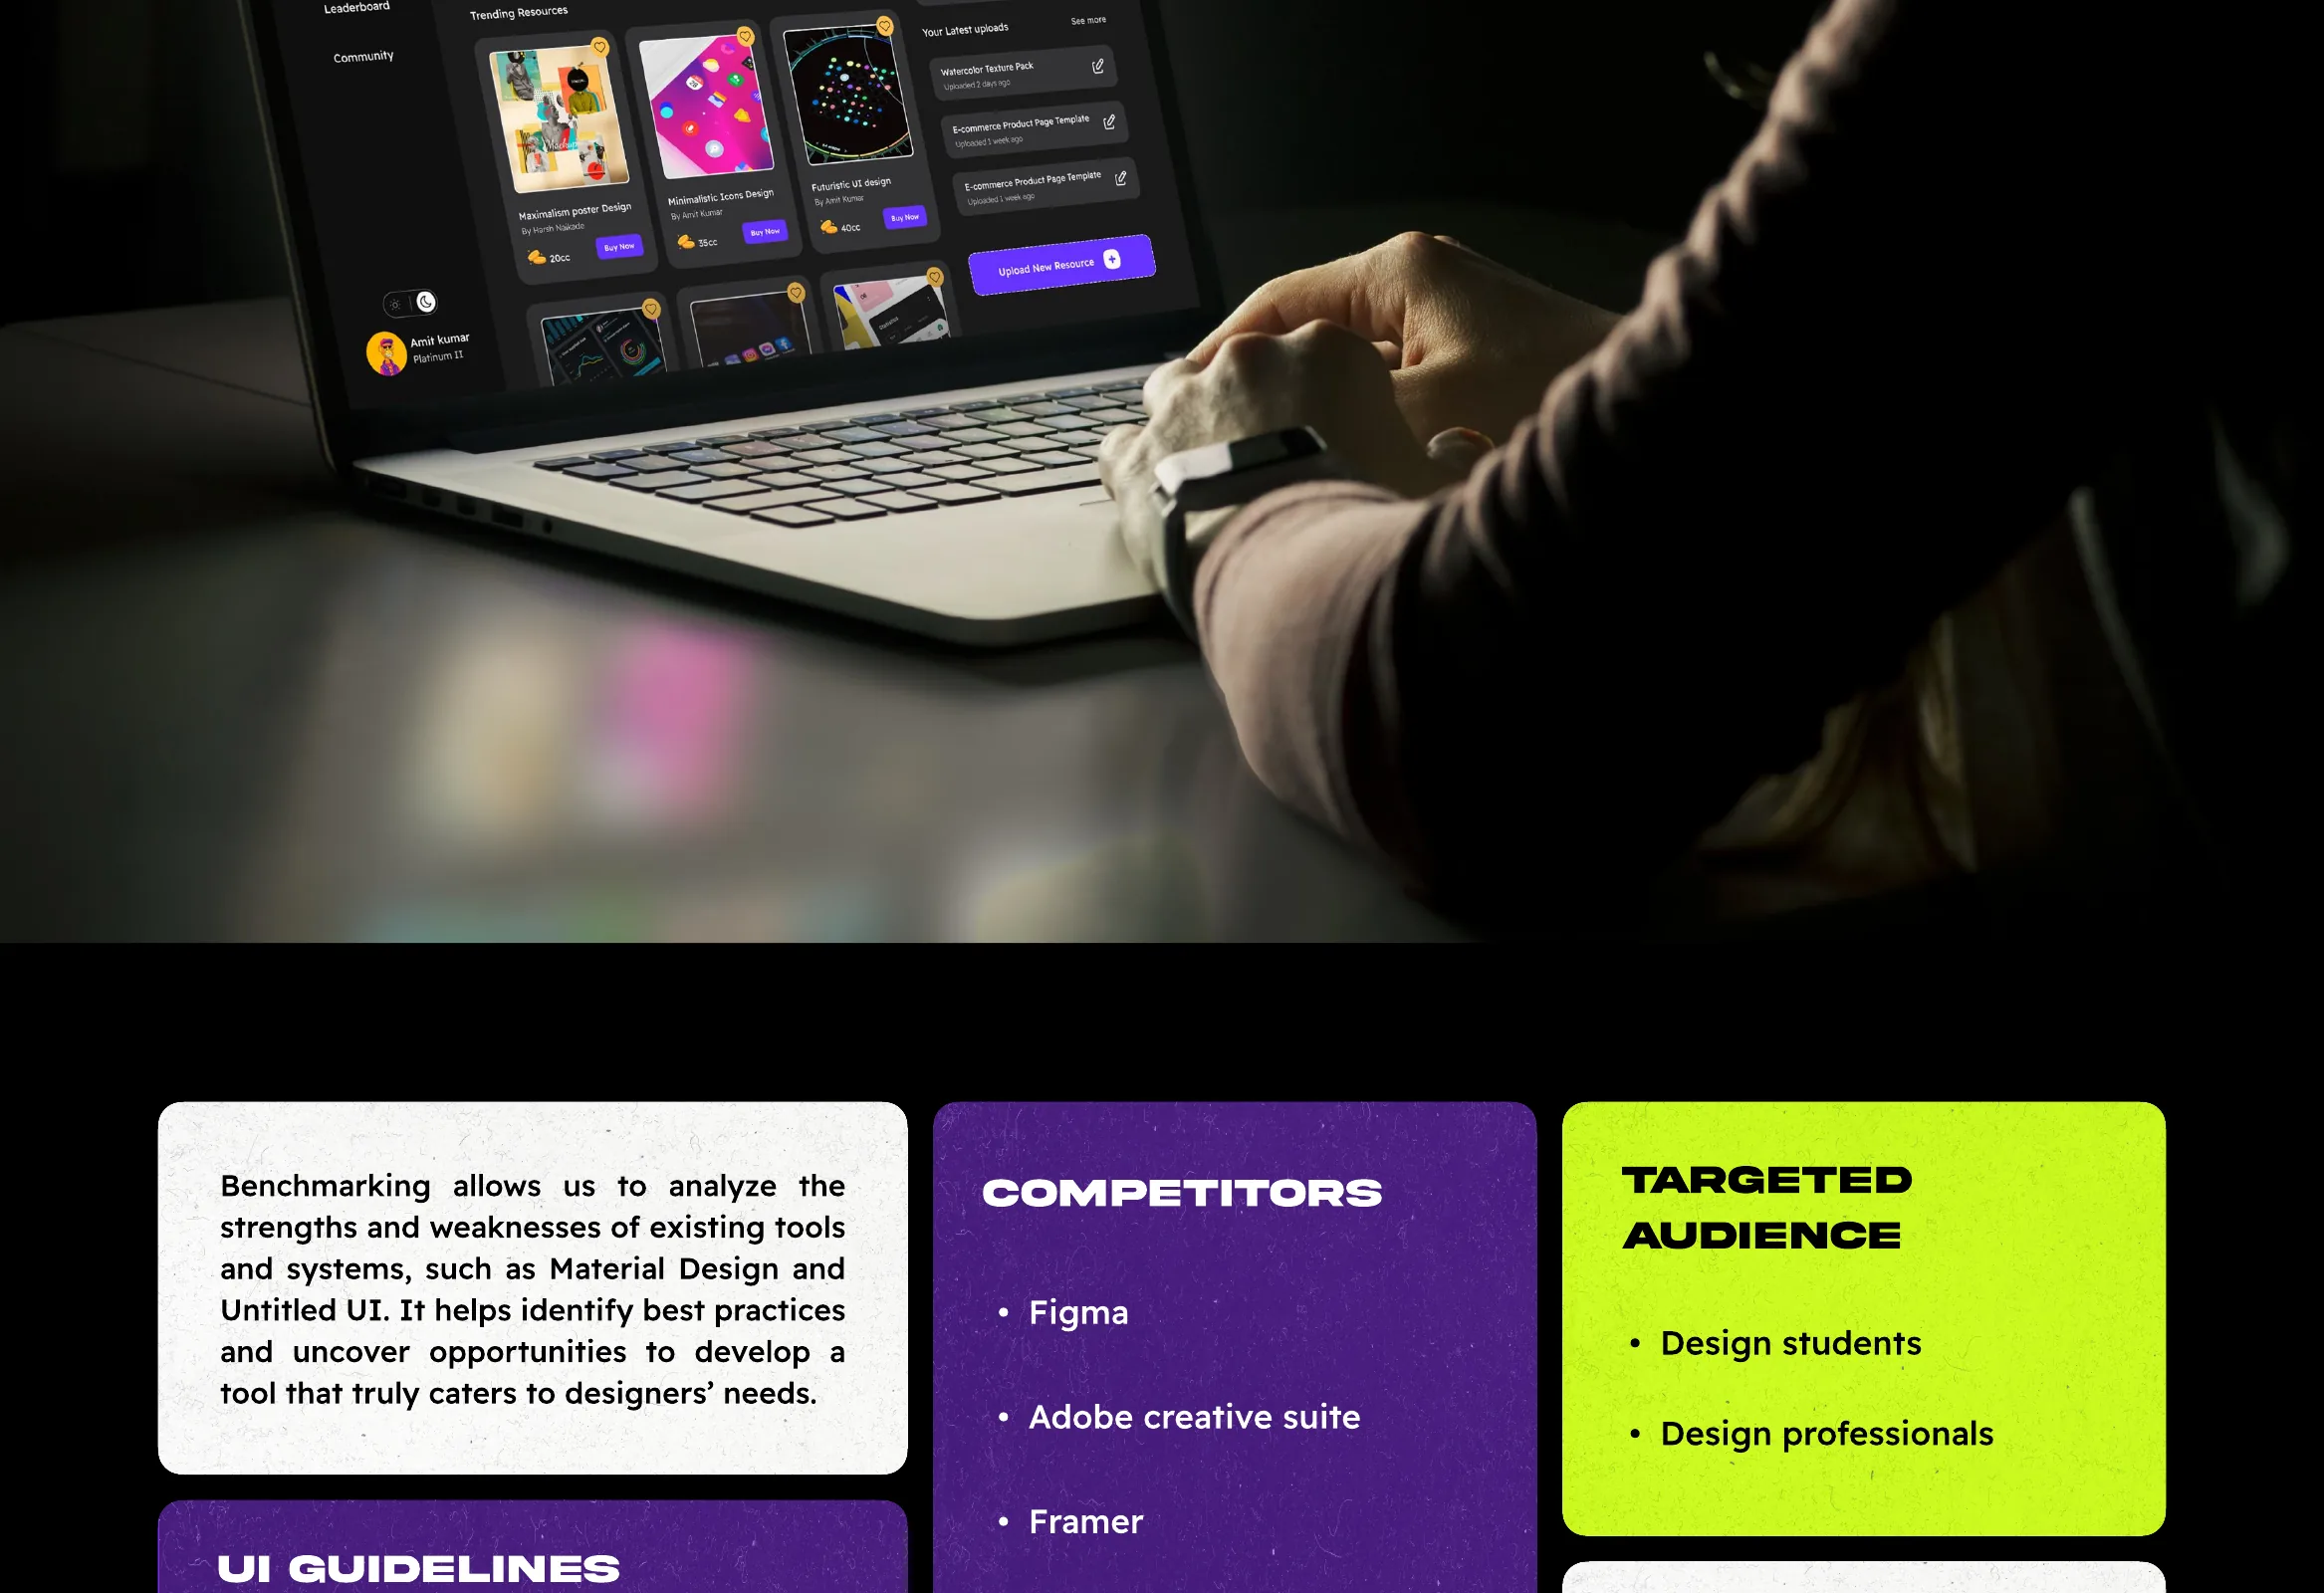 Leaderboard
Community
Amit kumar
Platinum II
Trending Resources
Maximalism poster Design
By Harsh Naikade
20cc
Buy Now
Minimalistic Icons Design
By Amit Kumar
35cc
Buy Now
Futuristic UI design
By Amit Kumar
40cc
Buy Now
Your Latest uploads
See more
Watercolor Texture Pack
Uploaded 2 days ago
E-commerce Product Page Template
Uploaded 1 week ago
E-commerce Product Page Template
Uploaded 1 week ago
Upload New Resource
Benchmarking allows us to analyze the
strengths and weaknesses of existing tools
and systems, such as Material Design and
Untitled UI. It helps identify best practices
and uncover opportunities to develop a
tool that truly caters to designers’ needs.
UI GUIDELINES
COMPETITORS
• Figma
• Adobe creative suite
• Framer
TARGETED
AUDIENCE
• Design students
• Design professionals